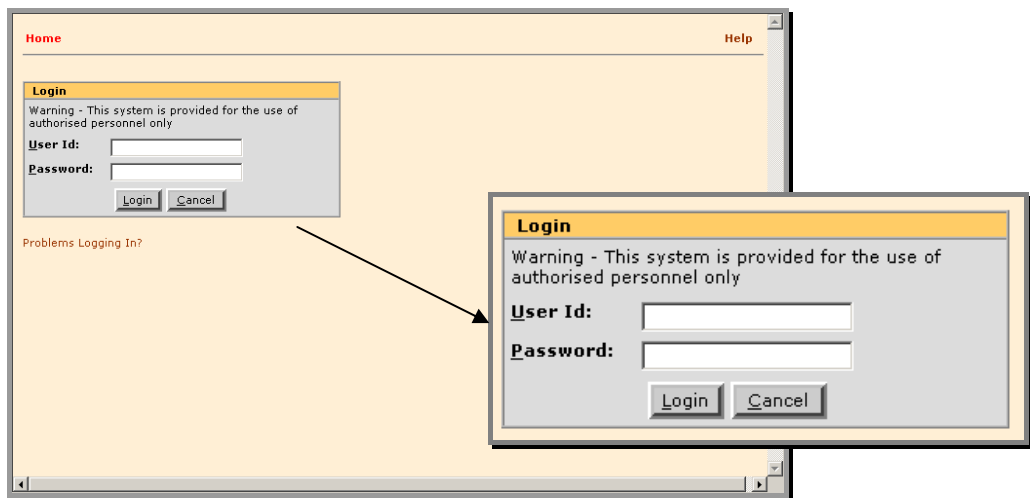 Home
Help
Login
Warning - This system is provided for the use of
authorised personnel only
User Id:
Password:
Login
Cancel
Problems Logging In?
Login
Warning - This system is provided for the use of
authorised personnel only
User Id:
Password:
Login
Cancel